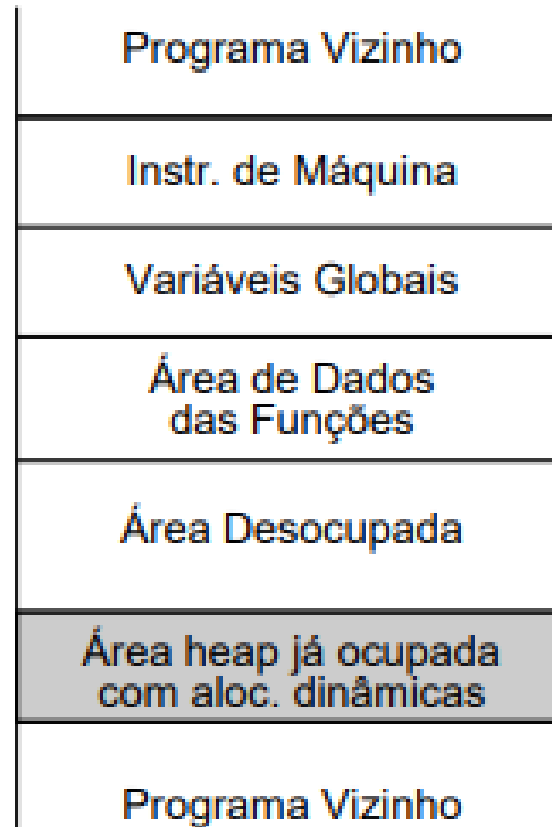 Programa Vizinho
Instr. de Máquina
Variáveis Globais
Área de Dados
das Funções
Área Desocupada
Área heap já ocupada
com aloc. dinâmicas
Programa Vizinho